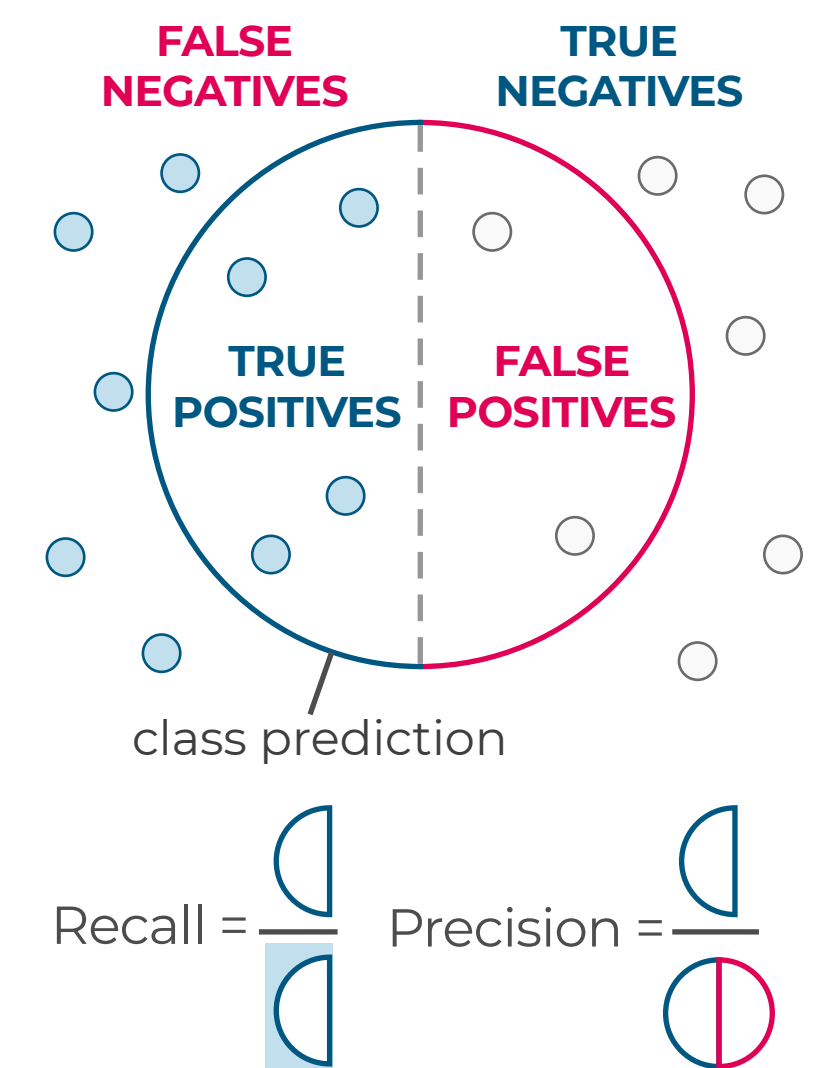 FALSE
NEGATIVES
TRUE
NEGATIVES
TRUE
POSITIVES
FALSE
POSITIVES
class prediction
Recall =
Precision =